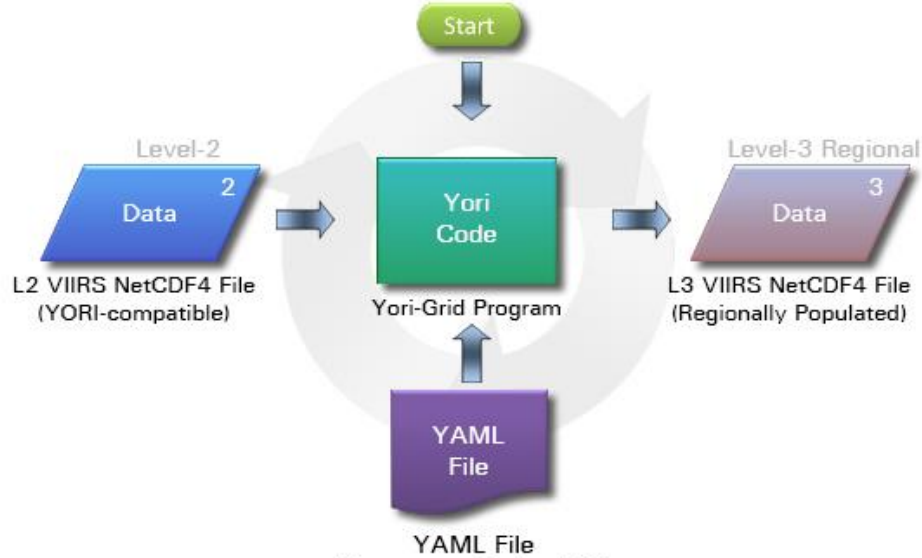 Start
Level-2
2
Data
L2 VIIRS NetCDF4 File
(YORI-compatible)
Yori
Code
Yori-Grid Program
Level-3 Regional
3
Data
L3 VIIRS NetCDF4 File
(Regionally Populated)
YAML
File
YAML File